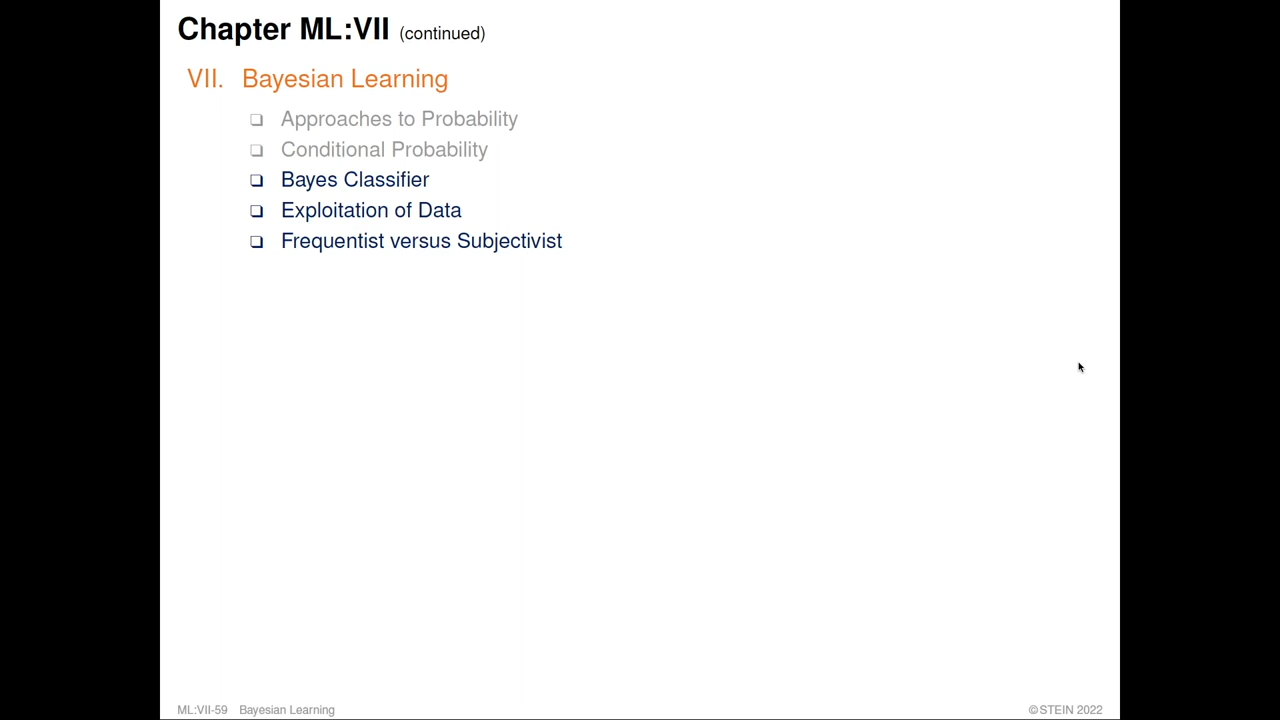 Chapter ML:VII (continued)
VII. Bayesian Learning
❑ Approaches to Probability
❑ Conditional Probability
❑ Bayes Classifier
❑ Exploitation of Data
❑ Frequentist versus Subjectivist
ML:VII-59 Bayesian Learning
©STEIN 2022